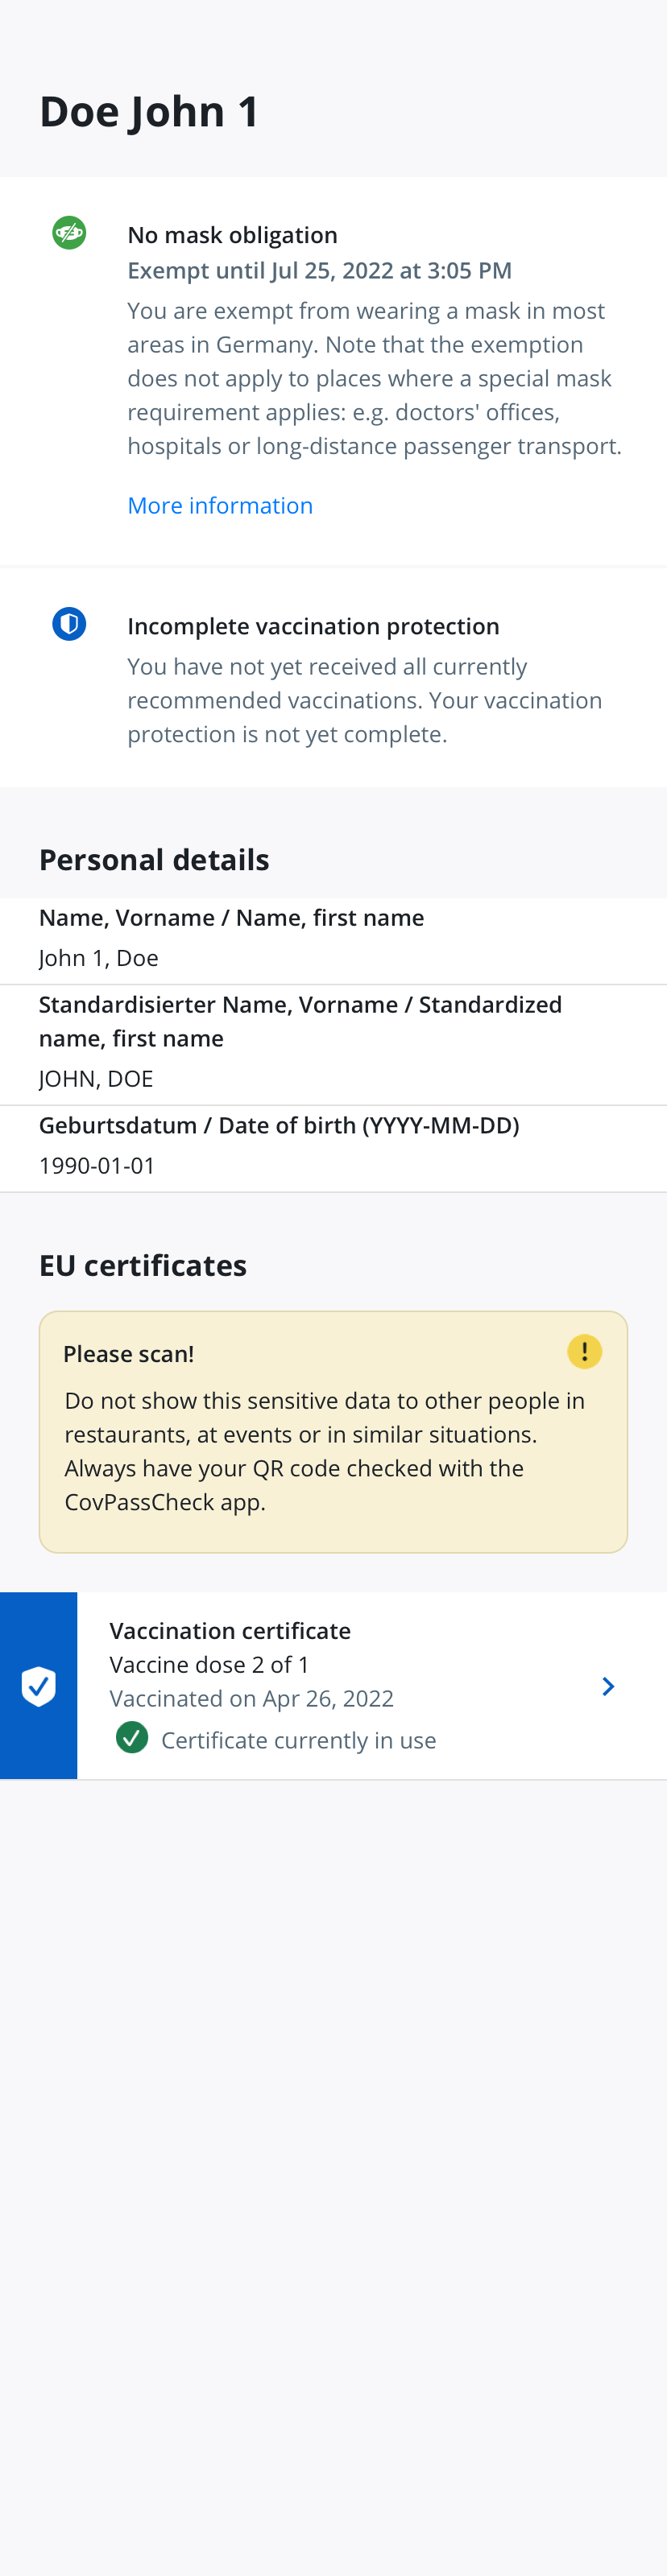 Doe John 1
No mask obligation
Exempt until Jul 25, 2022 at 3:05 PM
You are exempt from wearing a mask in most
areas in Germany. Note that the exemption
does not apply to places where a special mask
requirement applies: e.g. doctors' offices,
hospitals or long-distance passenger transport.
More information
Incomplete vaccination protection
You have not yet received all currently
recommended vaccinations. Your vaccination
protection is not yet complete.
Personal details
Name, Vorname / Name, first name
John 1, Doe
Standardisierter Name, Vorname / Standardized
name, first name
JOHN, DOE
Geburtsdatum / Date of birth (YYYY-MM-DD)
1990-01-01
EU certificates
Please scan!
Do not show this sensitive data to other people in
restaurants, at events or in similar situations.
Always have your QR code checked with the
CovPassCheck app.
Vaccination certificate
Vaccine dose 2 of 1
Vaccinated on Apr 26, 2022
Certificate currently in use